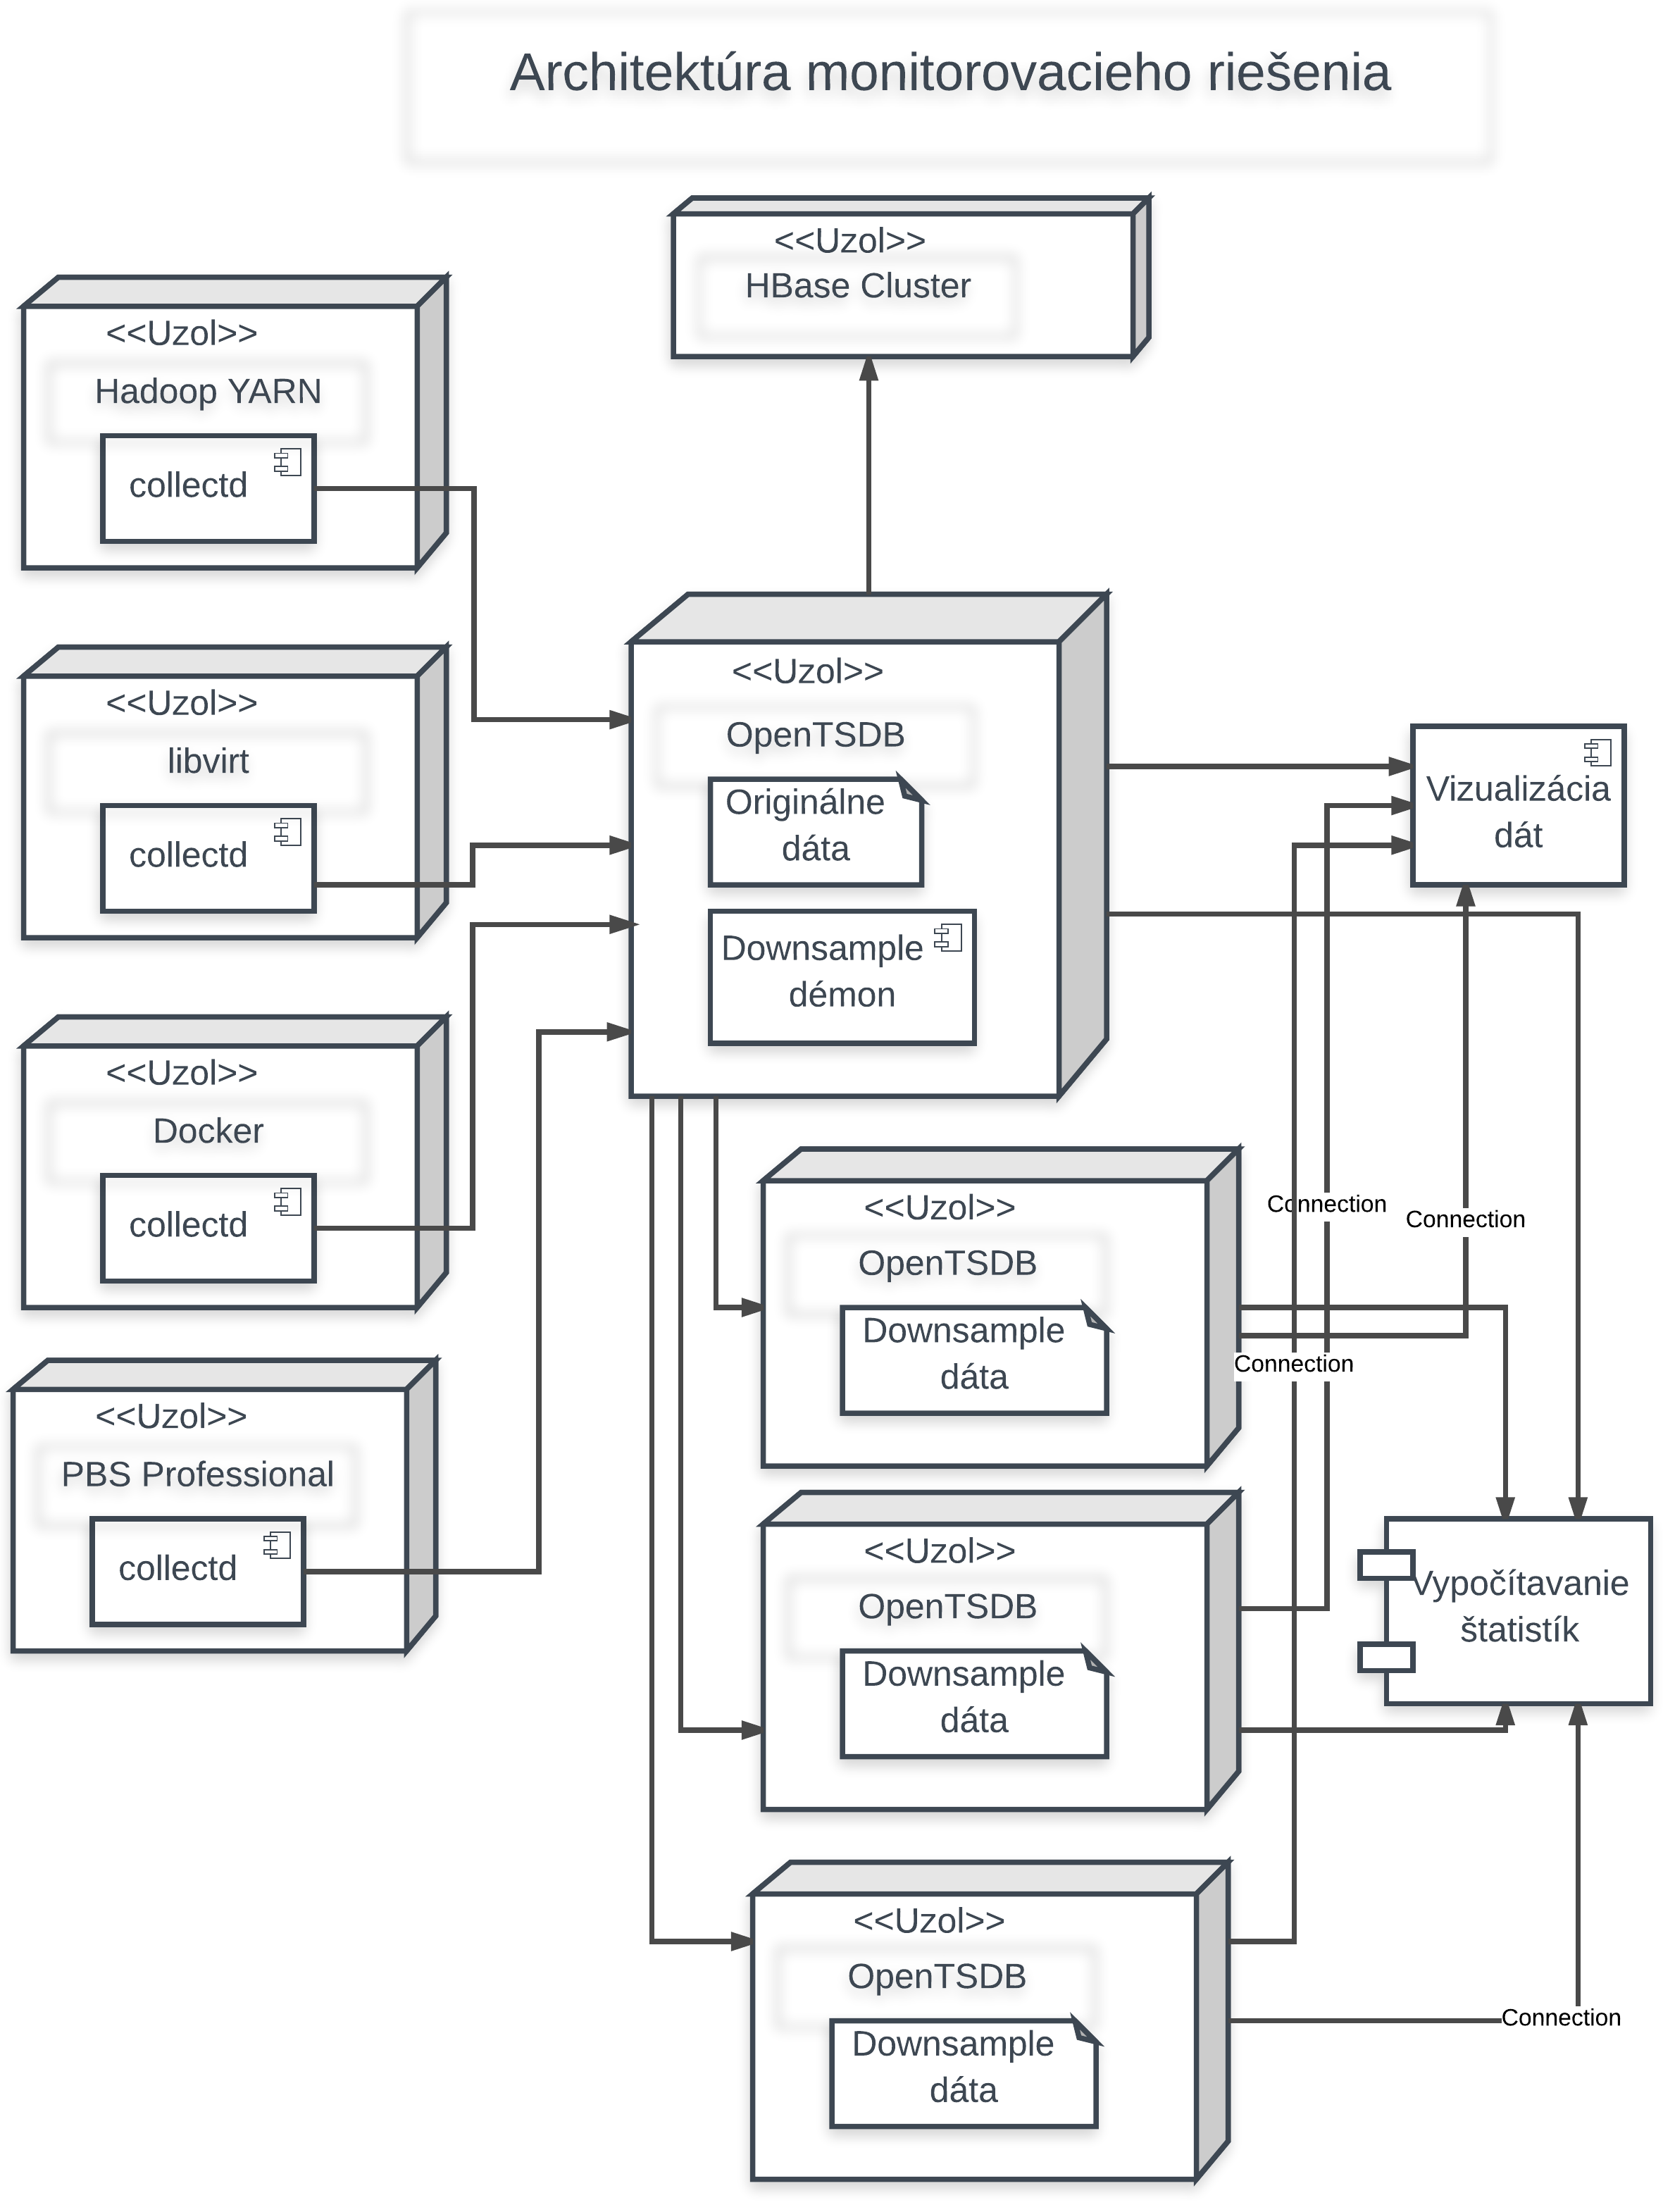 Architektúra monitorovacieho riešenia
<<Uzol>>
HBase Cluster
<<Uzol>>
Hadoop YARN
collectd
<<Uzol>>
libvirt
collectd
<<Uzol>>
Docker
collectd
<<Uzol>>
PBS Professional
collectd
<<Uzol>>
OpenTSDB
Originálne
dáta
Downsample
démon
<<Uzol>>
OpenTSDB
Downsample
dáta
<<Uzol>>
OpenTSDB
Downsample
dáta
<<Uzol>>
OpenTSDB
Downsample
dáta
Vizualizácia
dát
Connection
Connection
Connection
Vypočítavanie
štatistík
Connection